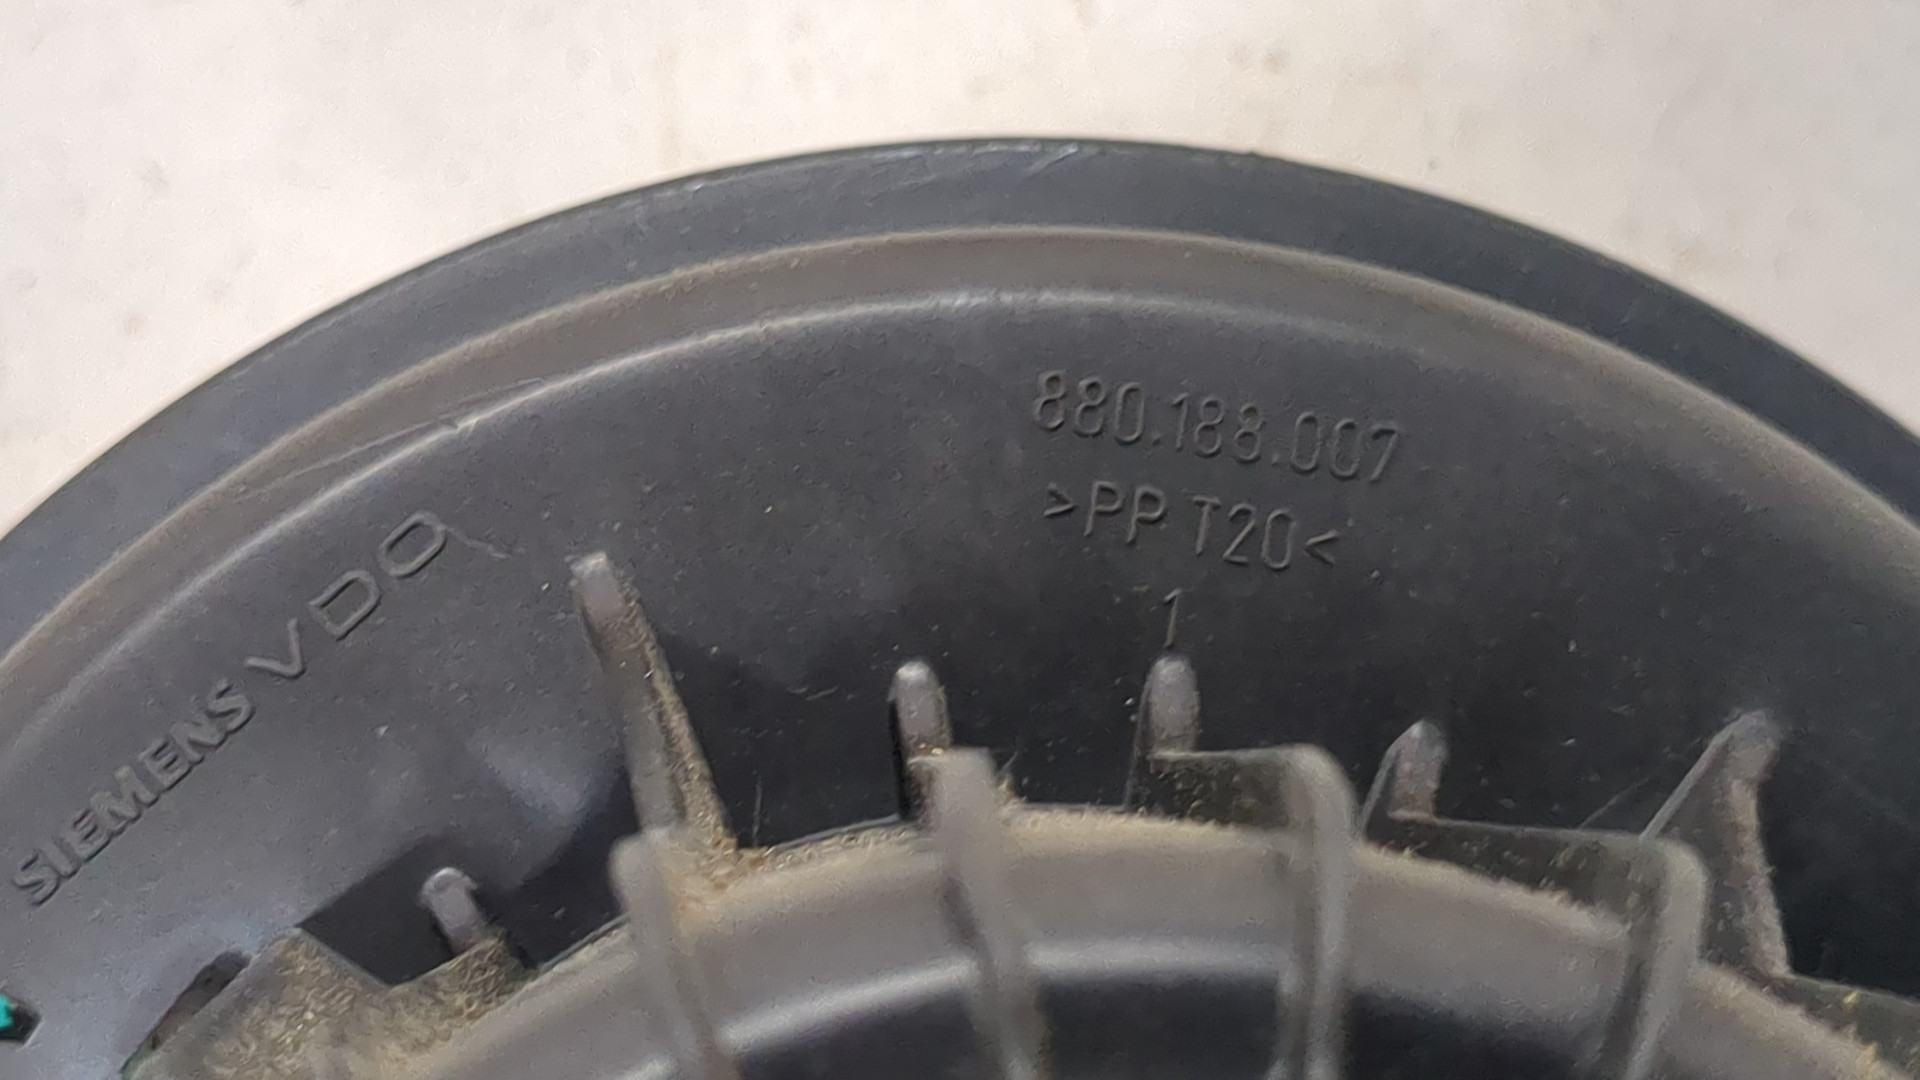 880.188.007
>PP T20<
1
SIEMENS VDO